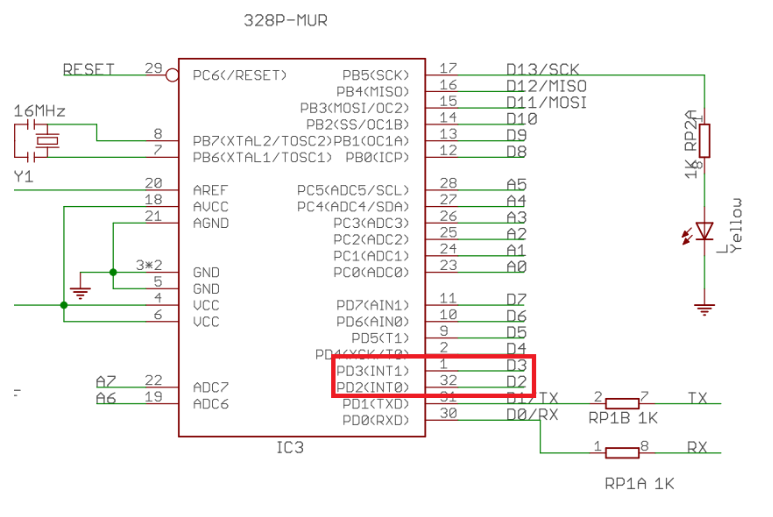 328P-MUR
RESET 29 PC6(/RESET) PB5(SCK) 17 D13/SCK
PB4(MISO) 16 D12/MISO
PB3(MOSI/OC2) 15 D11/MOSI
16MHz PB2(SS/OC1B) 14 D10
8 PB7(XTAL2/TOSC2) PB1(OC1A) 13 D9
7 PB6(XTAL1/TOSC1) PB0(ICP) 12 D8
Y1
1K RP2A 1 18
20 AREF PC5(ADC5/SCL) 28 A5
18 AVCC PC4(ADC4/SDA) 27 A4
21 AGND PC3(ADC3) 26 A3
PC2(ADC2) 25 A2
PC1(ADC1) 24 A1
L Yellow
3*2 GND PC0(ADC0) 23 A0
5 GND
4 VCC PD7(AIN1) 11 D7
6 VCC PD6(AIN0) 10 D6
PD5(T1) 9 D5
PD4(XCK/T0) 2 D4
PD3(INT1) 1 D3
A7 22 ADC7 PD2(INT0) 32 D2
A6 19 ADC6 PD1(TXD) 31 D1/TX 2 7 TX
PD0(RXD) 30 D0/RX RP1B 1K
IC3 1 8 RX
RP1A 1K